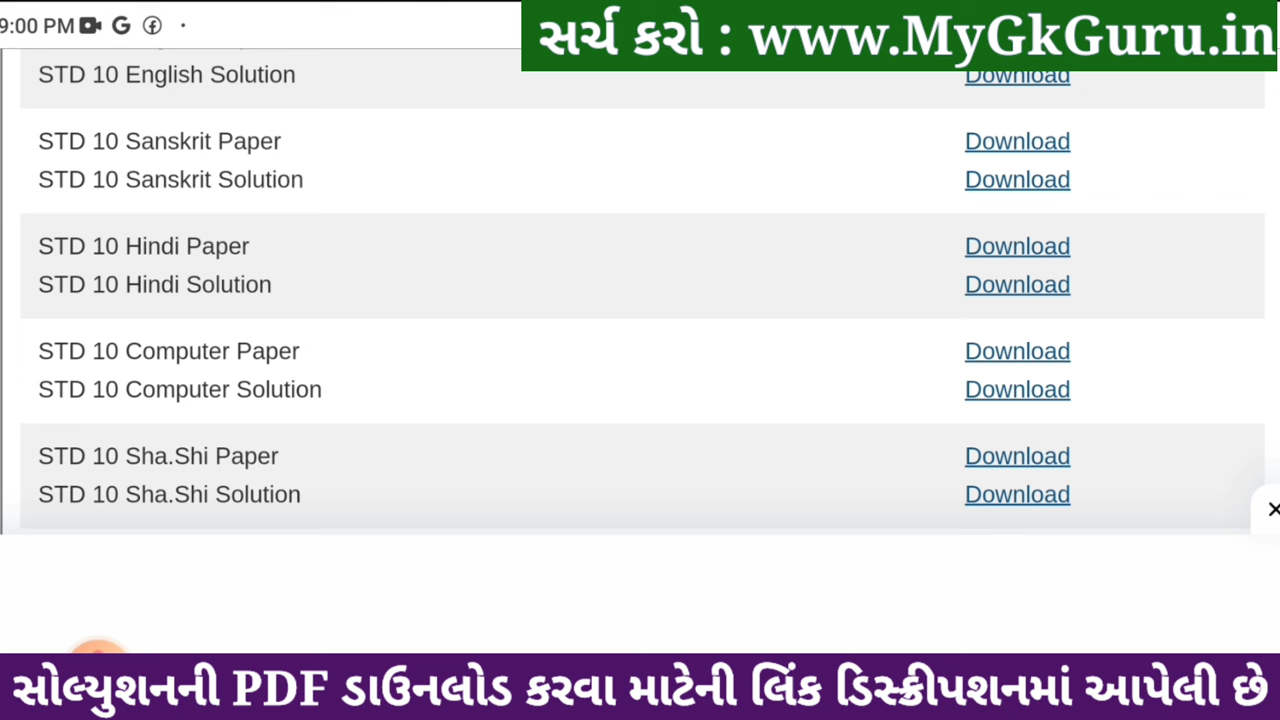 9:00 PM
સર્ચ કરો : www.MyGkGuru.in
STD 10 English Solution Download
STD 10 Sanskrit Paper Download
STD 10 Sanskrit Solution Download
STD 10 Hindi Paper Download
STD 10 Hindi Solution Download
STD 10 Computer Paper Download
STD 10 Computer Solution Download
STD 10 Sha.Shi Paper Download
STD 10 Sha.Shi Solution Download
સોલ્યુશનની PDF ડાઉનલોડ કરવા માટેની લિંક ડિસ્ક્રીપશનમાં આપેલી છે